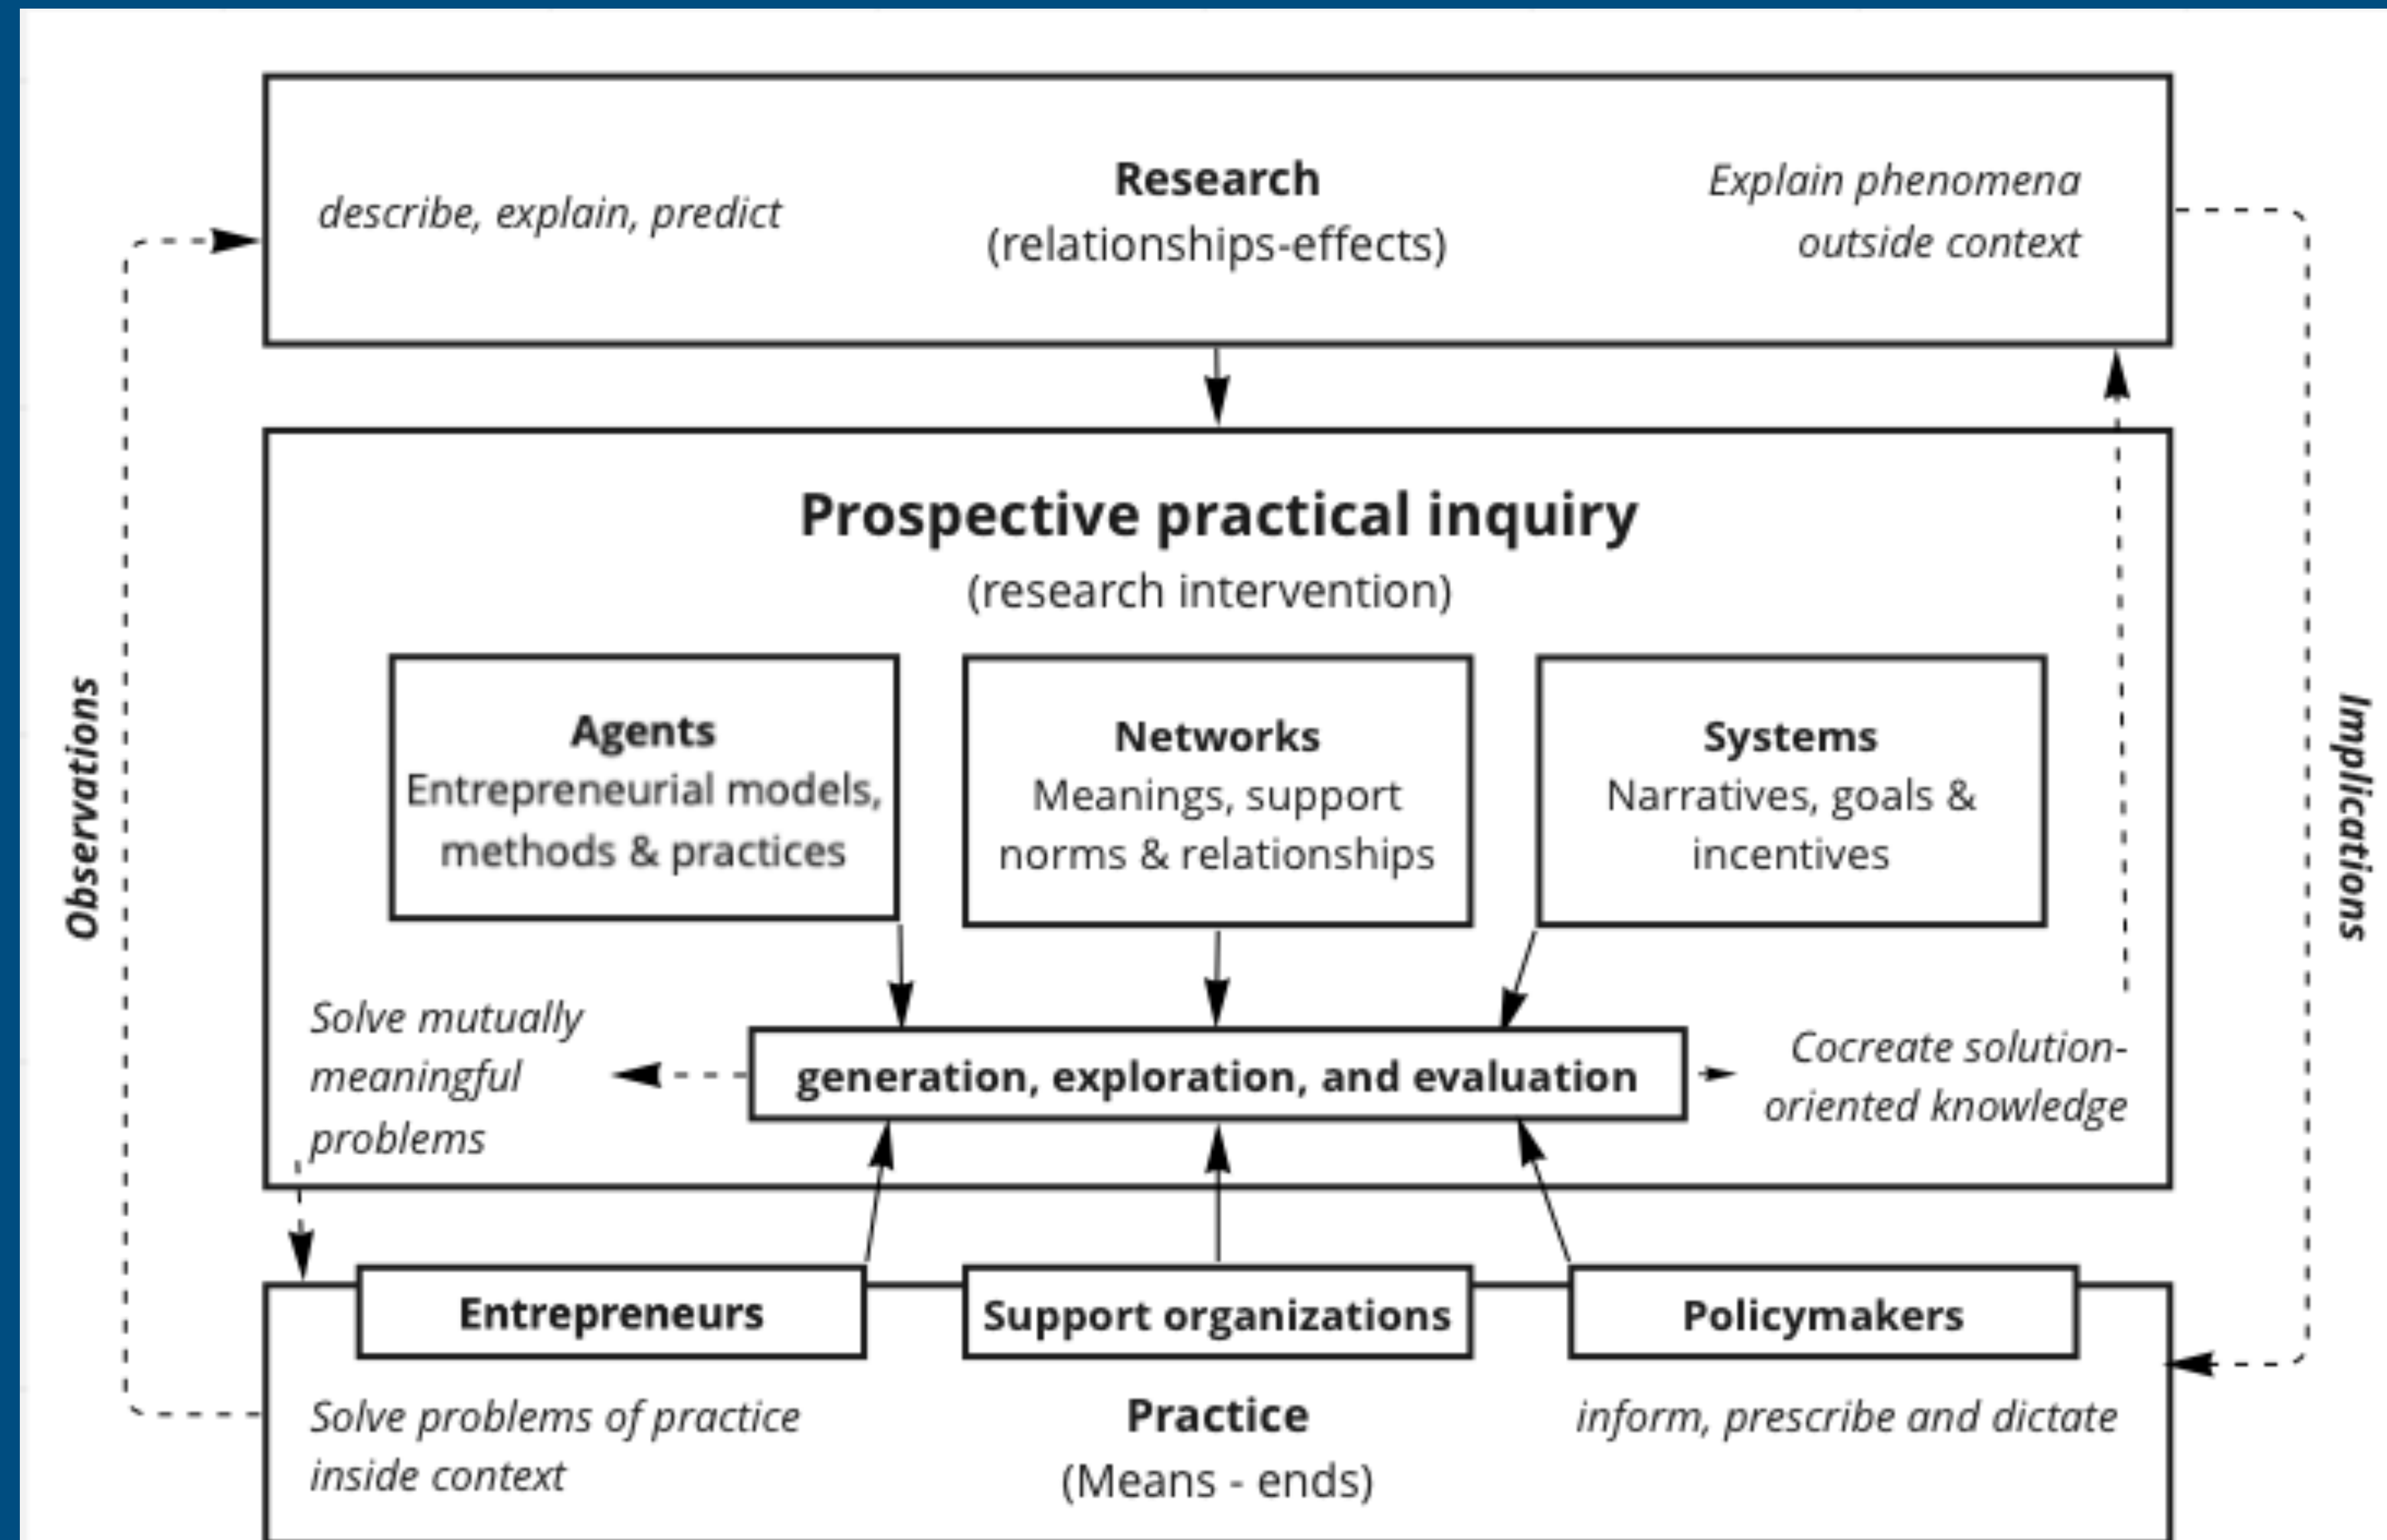 describe, explain, predict
Research
(relationships-effects)
Explain phenomena
outside context
Prospective practical inquiry
(research intervention)
Agents
Entrepreneurial models,
methods & practices
Networks
Meanings, support
norms & relationships
Systems
Narratives, goals &
incentives
Observations
Implications
Solve mutually
meaningful
problems
generation, exploration, and evaluation
Cocreate solution-
oriented knowledge
Entrepreneurs
Support organizations
Policymakers
Solve problems of practice
inside context
Practice
(Means - ends)
inform, prescribe and dictate